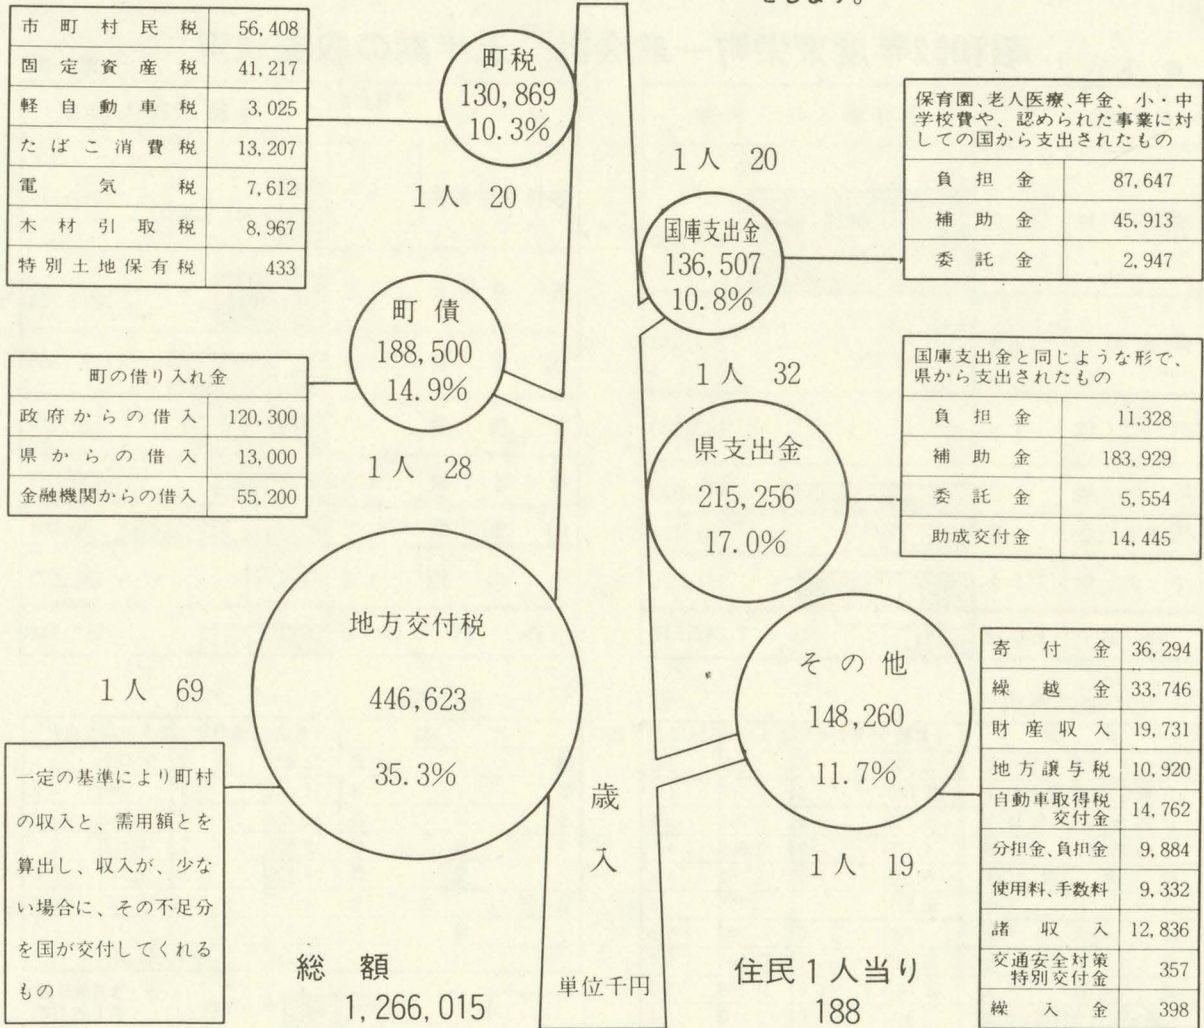 市町村民税 56,408
固定資産税 41,217
軽自動車税 3,025
たばこ消費税 13,207
電気税 7,612
木材引取税 8,967
特別土地保有税 433
町税
130,869
10.3%
1人 20
町の借り入れ金
政府からの借入 120,300
県からの借入 13,000
金融機関からの借入 55,200
町債
188,500
14.9%
1人 28
地方交付税
446,623
35.3%
1人 69
一定の基準により町村
の収入と、需用額とを
算出し、収入が、少な
い場合に、その不足分
を国が交付してくれる
もの
1人 20
国庫支出金
136,507
10.8%
保育園、老人医療、年金、小・中
学校費や、認められた事業に対
しての国から支出されたもの
負担金 87,647
補助金 45,913
委託金 2,947
1人 32
県支出金
215,256
17.0%
国庫支出金と同じような形で、
県から支出されたもの
負担金 11,328
補助金 183,929
委託金 5,554
助成交付金 14,445
その他
148,260
11.7%
1人 19
寄付金 36,294
繰越金 33,746
財産収入 19,731
地方譲与税 10,920
自動車取得税
交付金 14,762
分担金、負担金 9,884
使用料、手数料 9,332
諸収入 12,836
交通安全対策
特別交付金 357
繰入金 398
歳入
単位千円
総額
1,266,015
住民1人当り
188